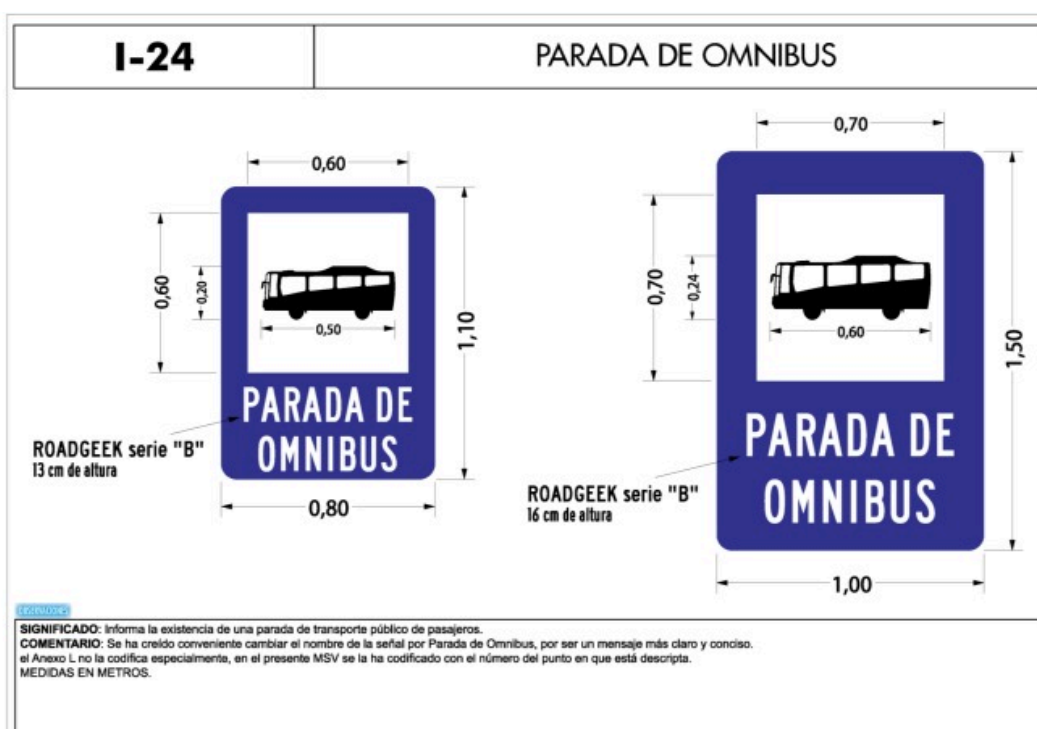 I-24
PARADA DE OMNIBUS
0,60
0,60
0,20
0,50
1,10
PARADA DE
OMNIBUS
ROADGEEK serie "B"
13 cm de altura
0,80
0,70
0,70
0,24
0,60
1,50
PARADA DE
OMNIBUS
ROADGEEK serie "B"
16 cm de altura
1,00
OBSERVACIONES
SIGNIFICADO: Informa la existencia de una parada de transporte público de pasajeros.
COMENTARIO: Se ha creído conveniente cambiar el nombre de la señal por Parada de Omnibus, por ser un mensaje más claro y conciso.
el Anexo L no la codifica especialmente, en el presente MSV se la ha codificado con el número del punto en que está descripta.
MEDIDAS EN METROS.